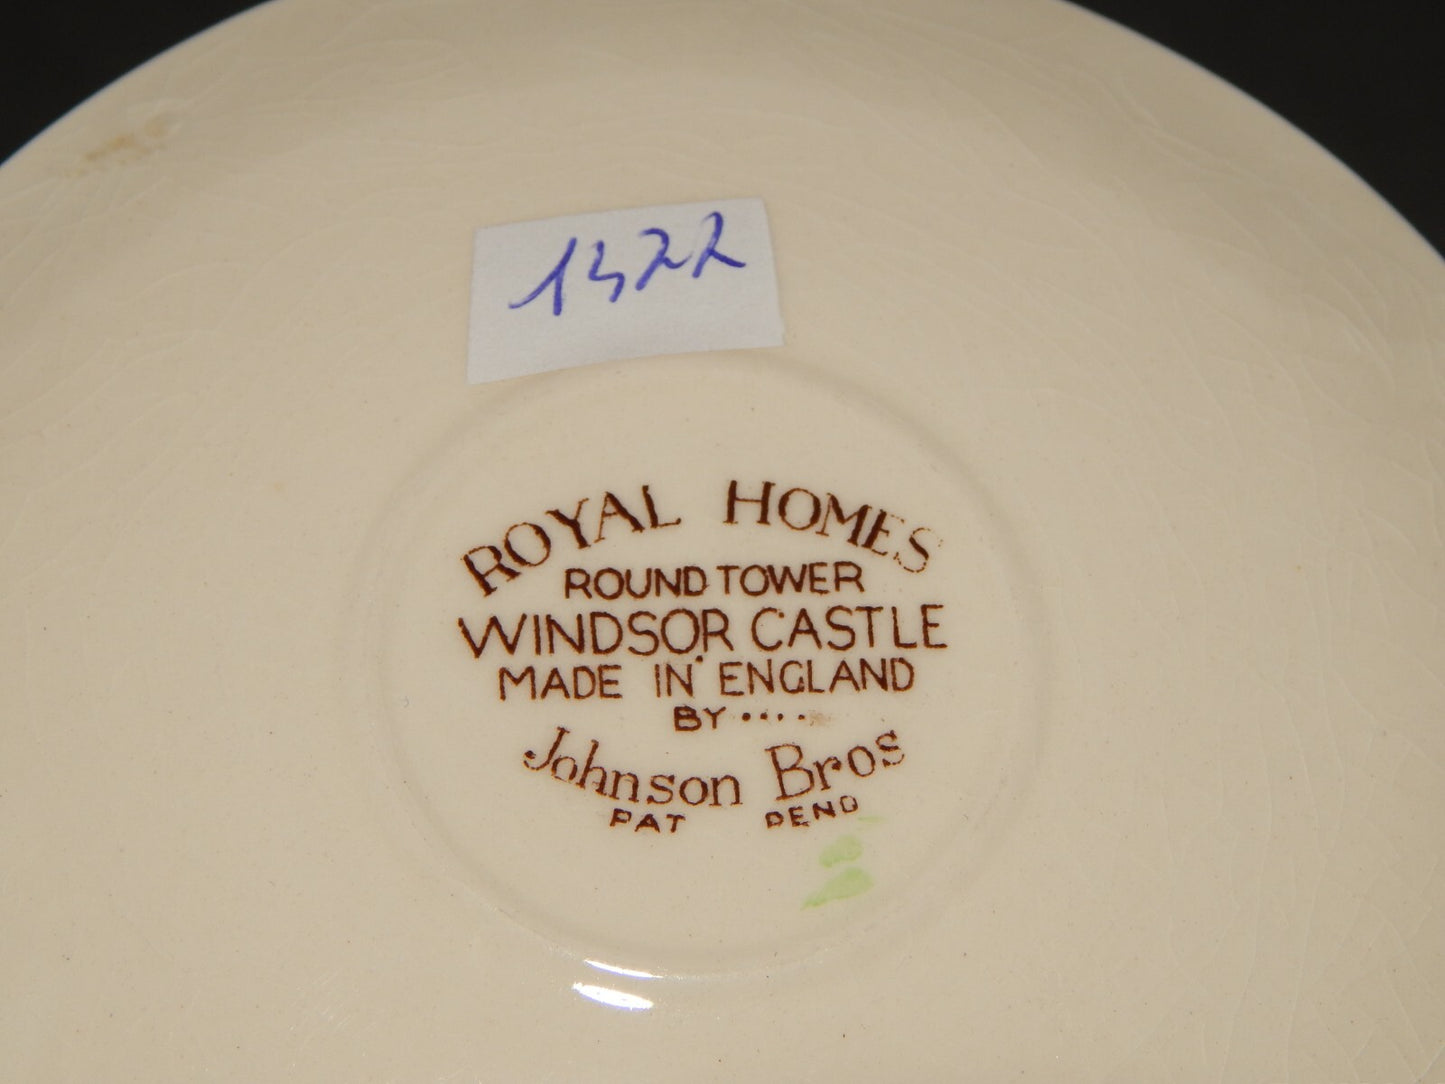 1322
ROYAL HOMES
ROUND TOWER
WINDSOR CASTLE
MADE IN ENGLAND
BY ....
Johnson Bros
PAT PEND